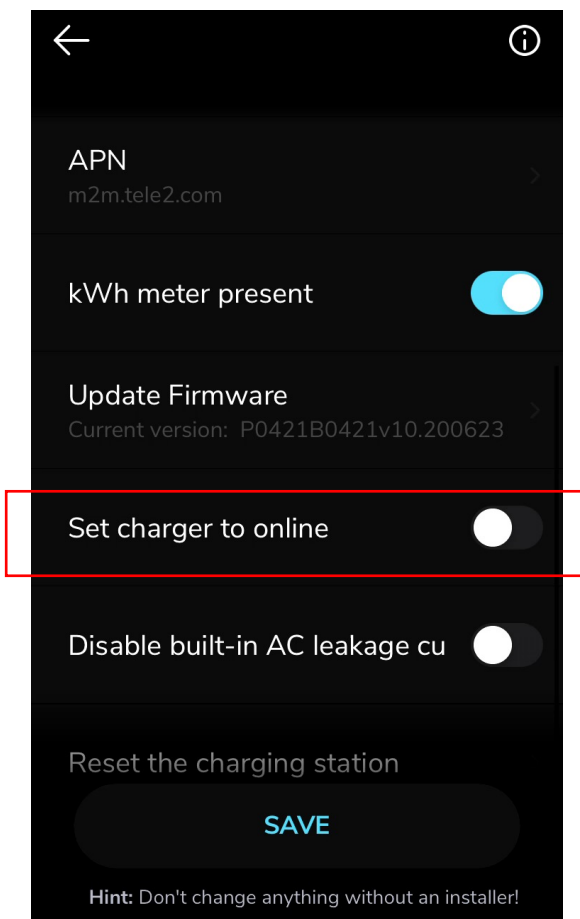 APN
m2m.tele2.com
kWh meter present
Update Firmware
Current version: P0421B0421v10.200623
Set charger to online
Disable built-in AC leakage cu
Reset the charging station
SAVE
Hint: Don't change anything without an installer!